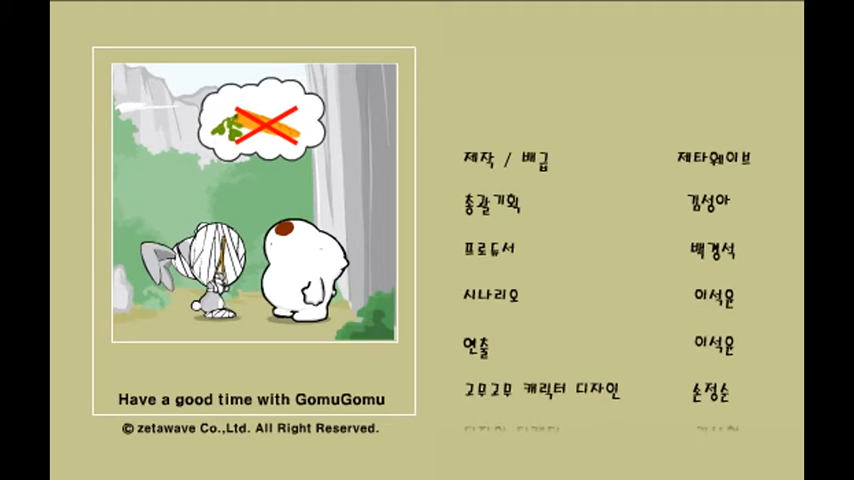 제작 / 배급 제타웨이브
총괄기획 김성아
프로듀서 백경석
시나리오 이석윤
연출 이석윤
고무고무 캐릭터 디자인 손정순
Have a good time with GomuGomu
© zetawave Co.,Ltd. All Right Reserved.